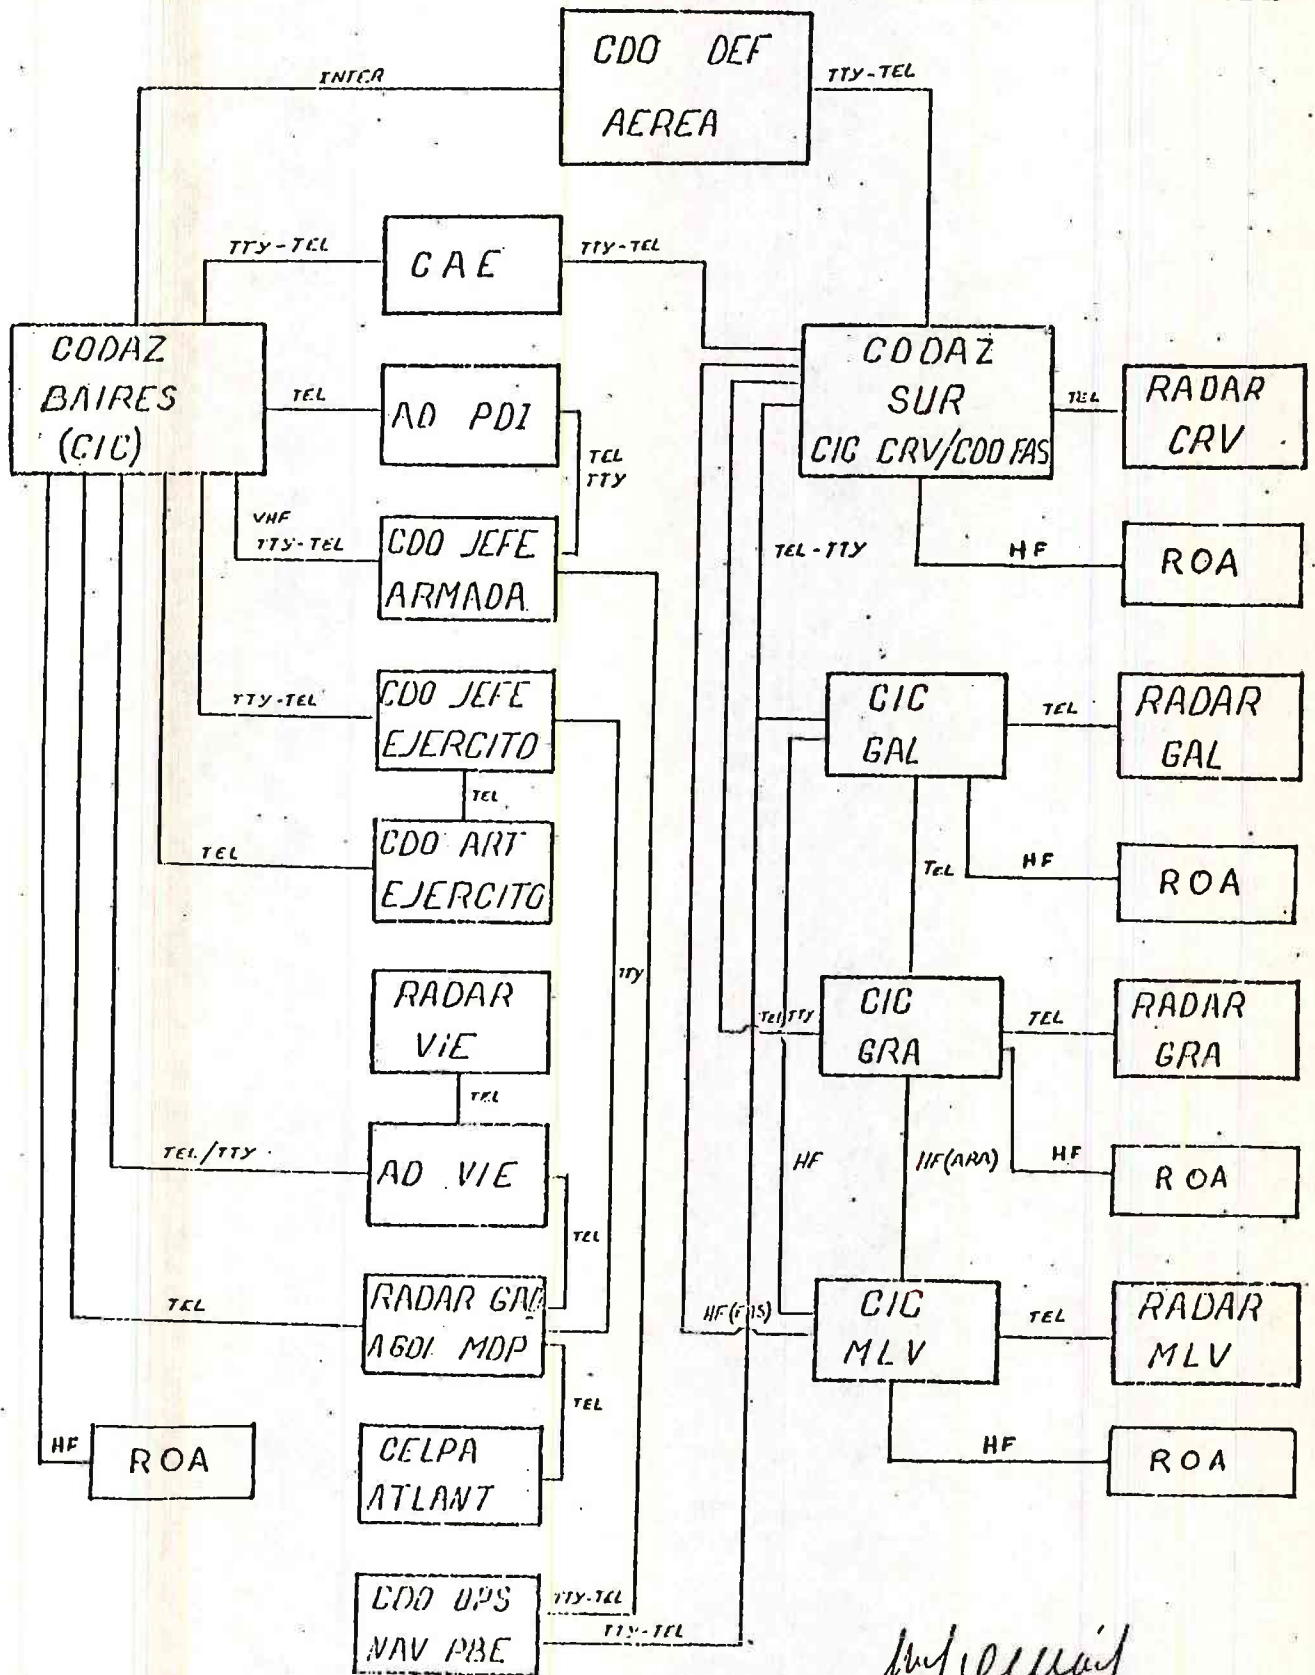 CDO DEF
AEREA
INTER
TTY-TEL
CAE
TTY-TEL
TTY-TEL
CODAZ
BAIRES
(CIC)
TEL
AD PDI
TEL
TTY
VHF
TTY-TEL
CDO JEFE
ARMADA
TTY-TEL
CDO JEFE
EJERCITO
TEL
TEL
CDO ART
EJERCITO
TTY
RADAR
VIE
TEL
TEL/TTY
AD VIE
TEL
TEL
RADAR
MDP
TEL
CELPA
ATLANT
HF
ROA
CDO OPS
NAV PBE
TTY-TEL
TTY-TEL
CODAZ
SUR
CIC CRV/CDO FAS
TEL
RADAR
CRV
HF
ROA
TEL-TTY
CIC
GAL
TEL
RADAR
GAL
TEL
HF
ROA
TEL TTY
CIC
GRA
TEL
RADAR
GRA
HF
HF(ARA)
HF
ROA
HF(FAS)
CIC
MLV
TEL
RADAR
MLV
HF
ROA